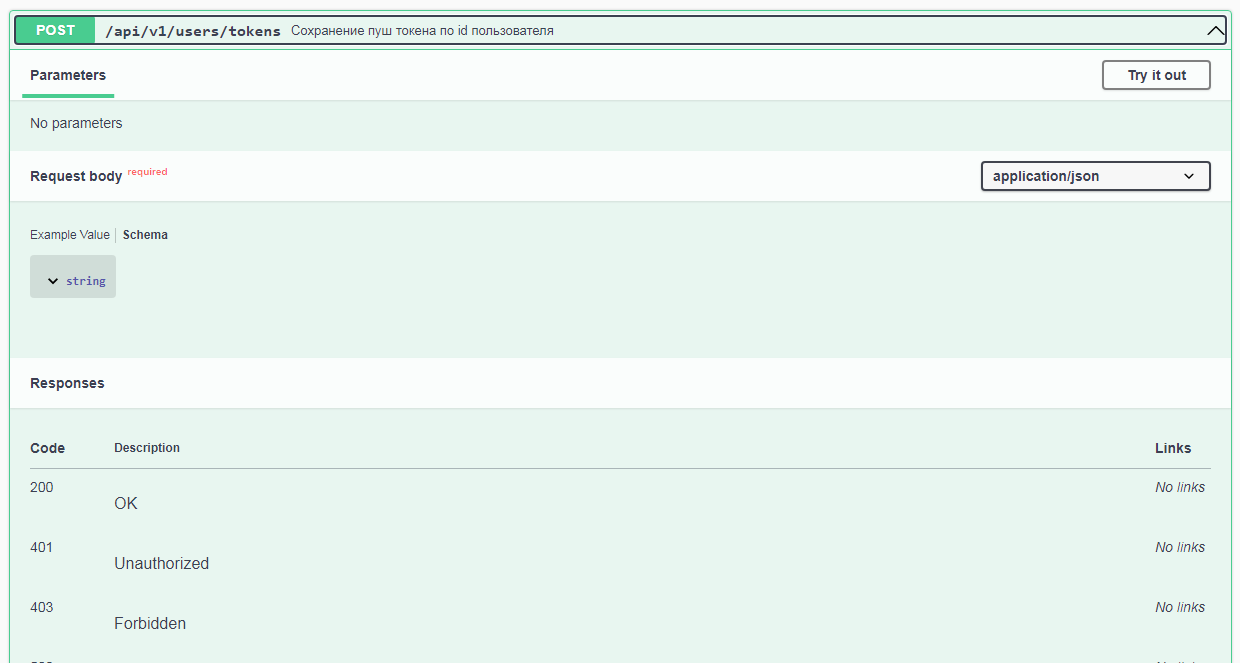 POST /api/v1/users/tokens Сохранение пуш токена по id пользователя
Parameters Try it out
No parameters
Request body required application/json
Example Value Schema
string
Responses
Code Description Links
200 OK No links
401 Unauthorized No links
403 Forbidden No links